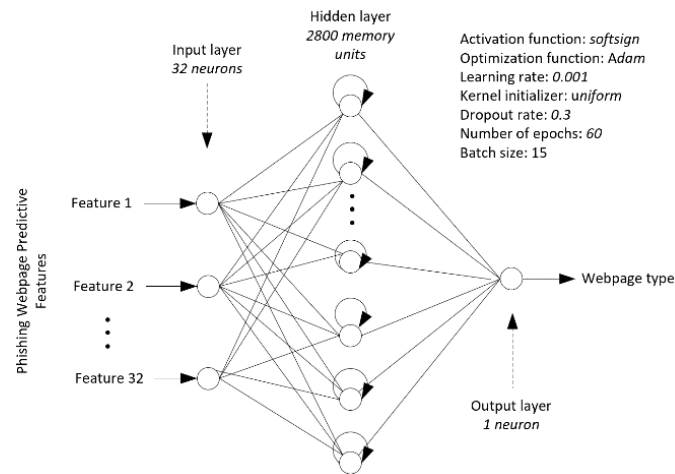 Hidden layer
2800 memory
units
Input layer
32 neurons
Activation function: softsign
Optimization function: Adam
Learning rate: 0.001
Kernel initializer: uniform
Dropout rate: 0.3
Number of epochs: 60
Batch size: 15
Phishing Webpage Predictive
Features
Feature 1
Feature 2
Feature 32
Webpage type
Output layer
1 neuron